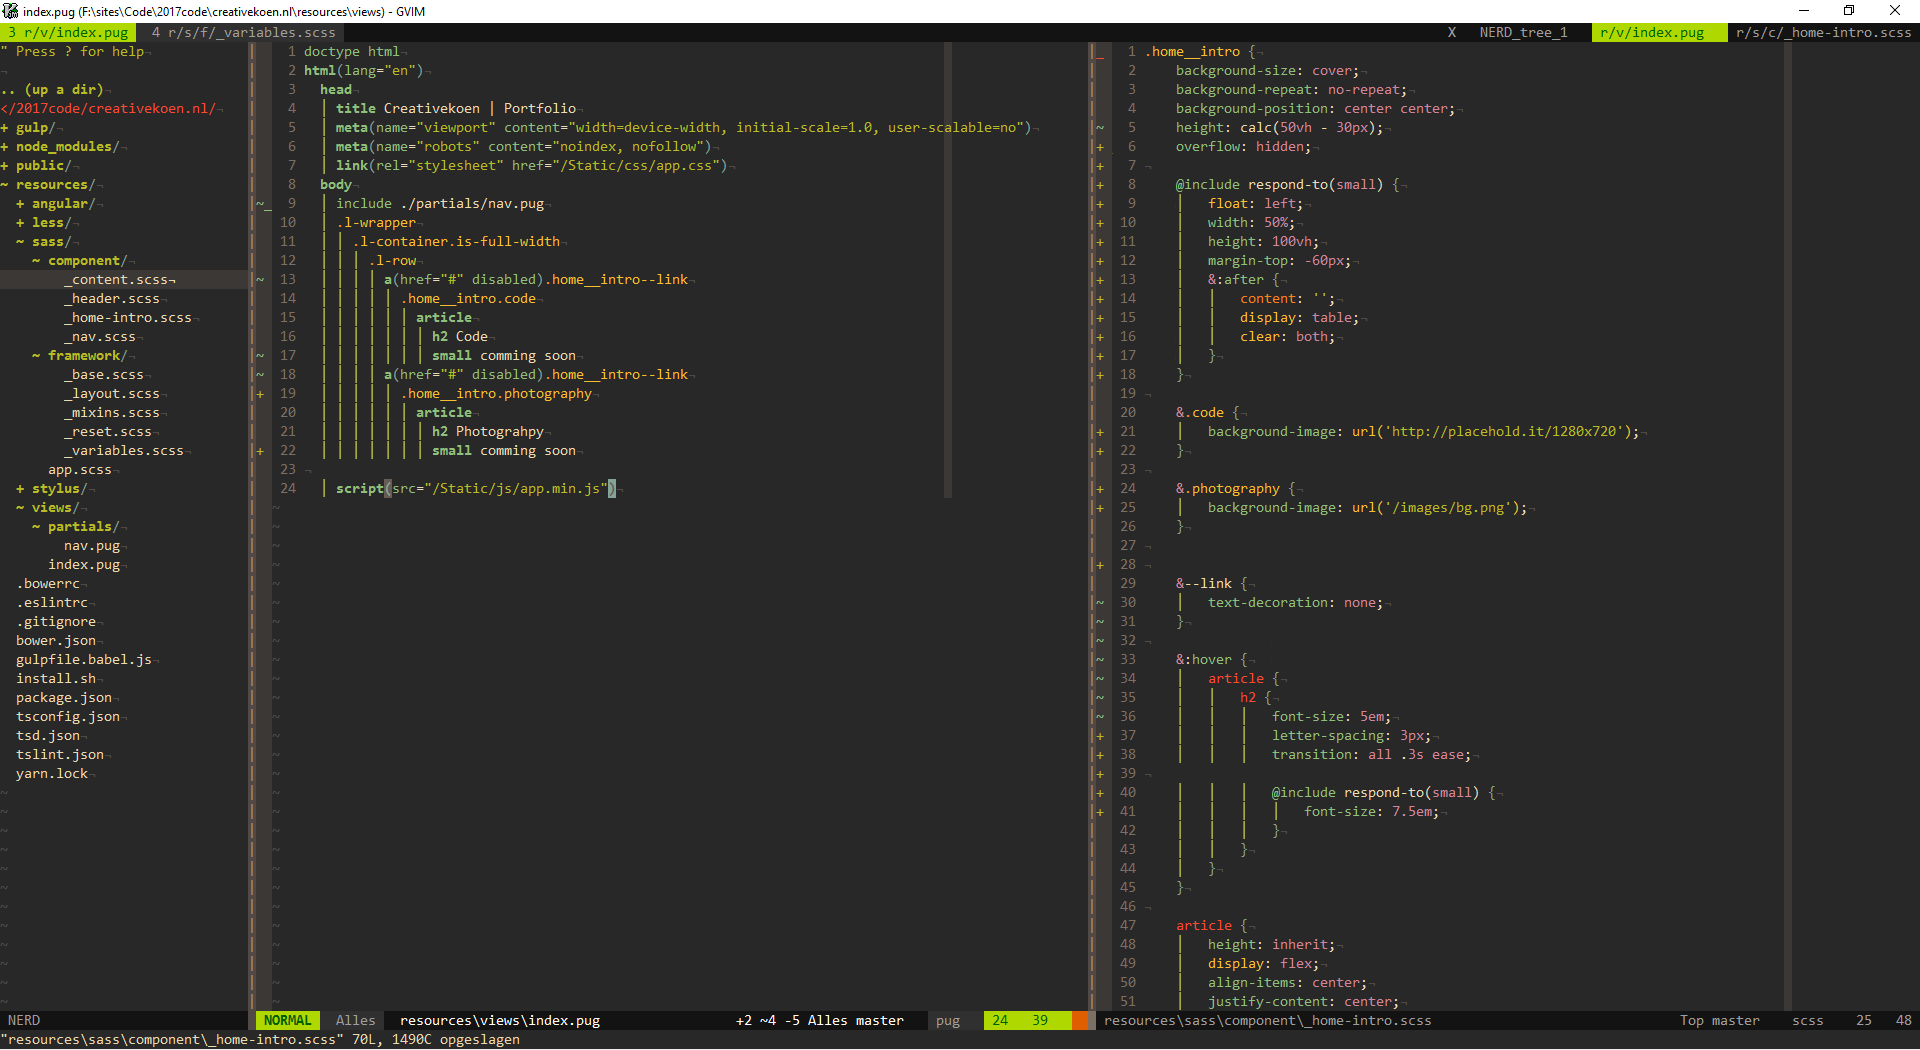 index.pug (F:\sites\Code\2017code\creativekoen.nl\resources\views) - GVIM
3 r/v/index.pug  4 r/s/f/_variables.scss  X  NERD_tree_1  r/v/index.pug  r/s/c/_home-intro.scss
" Press ? for help
.. (up a dir)
</2017code/creativekoen.nl/
+ gulp/
+ node_modules/
+ public/
~ resources/
+ angular/
+ less/
~ sass/
~ component/
_content.scss
_header.scss
_home-intro.scss
_nav.scss
~ framework/
_base.scss
_layout.scss
_mixins.scss
_reset.scss
_variables.scss
app.scss
+ stylus/
~ views/
~ partials/
nav.pug
index.pug
.bowerrc
.eslintrc
.gitignore
bower.json
gulpfile.babel.js
install.sh
package.json
tsconfig.json
tsd.json
tslint.json
yarn.lock
1 doctype html
2 html(lang="en")
3 head
4 title Creativekoen | Portfolio
5 meta(name="viewport" content="width=device-width, initial-scale=1.0, user-scalable=no")
6 meta(name="robots" content="noindex, nofollow")
7 link(rel="stylesheet" href="/Static/css/app.css")
8 body
9 include ./partials/nav.pug
10 .l-wrapper
11 .l-container.is-full-width
12 .l-row
13 a(href="#" disabled).home__intro--link
14 .home__intro.code
15 article
16 h2 Code
17 small comming soon
18 a(href="#" disabled).home__intro--link
19 .home__intro.photography
20 article
21 h2 Photograhpy
22 small comming soon
23
24 script(src="/Static/js/app.min.js")
1 .home__intro {
2 background-size: cover;
3 background-repeat: no-repeat;
4 background-position: center center;
5 height: calc(50vh - 30px);
6 overflow: hidden;
7
8 @include respond-to(small) {
9 float: left;
10 width: 50%;
11 height: 100vh;
12 margin-top: -60px;
13 &:after {
14 content: '';
15 display: table;
16 clear: both;
17 }
18 }
19
20 &.code {
21 background-image: url('http://placehold.it/1280x720');
22 }
23
24 &.photography {
25 background-image: url('/images/bg.png');
26 }
27
28
29 &--link {
30 text-decoration: none;
31 }
32
33 &:hover {
34 article {
35 h2 {
36 font-size: 5em;
37 letter-spacing: 3px;
38 transition: all .3s ease;
39
40 @include respond-to(small) {
41 font-size: 7.5em;
42 }
43 }
44 }
45 }
46
47 article {
48 height: inherit;
49 display: flex;
50 align-items: center;
51 justify-content: center;
NERD  NORMAL  Alles  resources\views\index.pug  +2 ~4 -5 Alles master  pug  24  39  resources\sass\component\_home-intro.scss  Top master  scss  25  48
"resources\sass\component\_home-intro.scss" 70L, 1490C opgeslagen